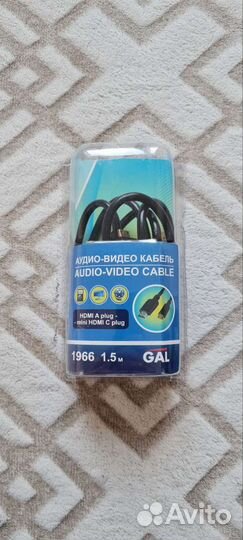 АУДИО-ВИДЕО КАБЕЛЬ
AUDIO-VIDEO CABLE
HDMI A plug -
- mini HDMI C plug
1966 1.5 м
GAL
Avito